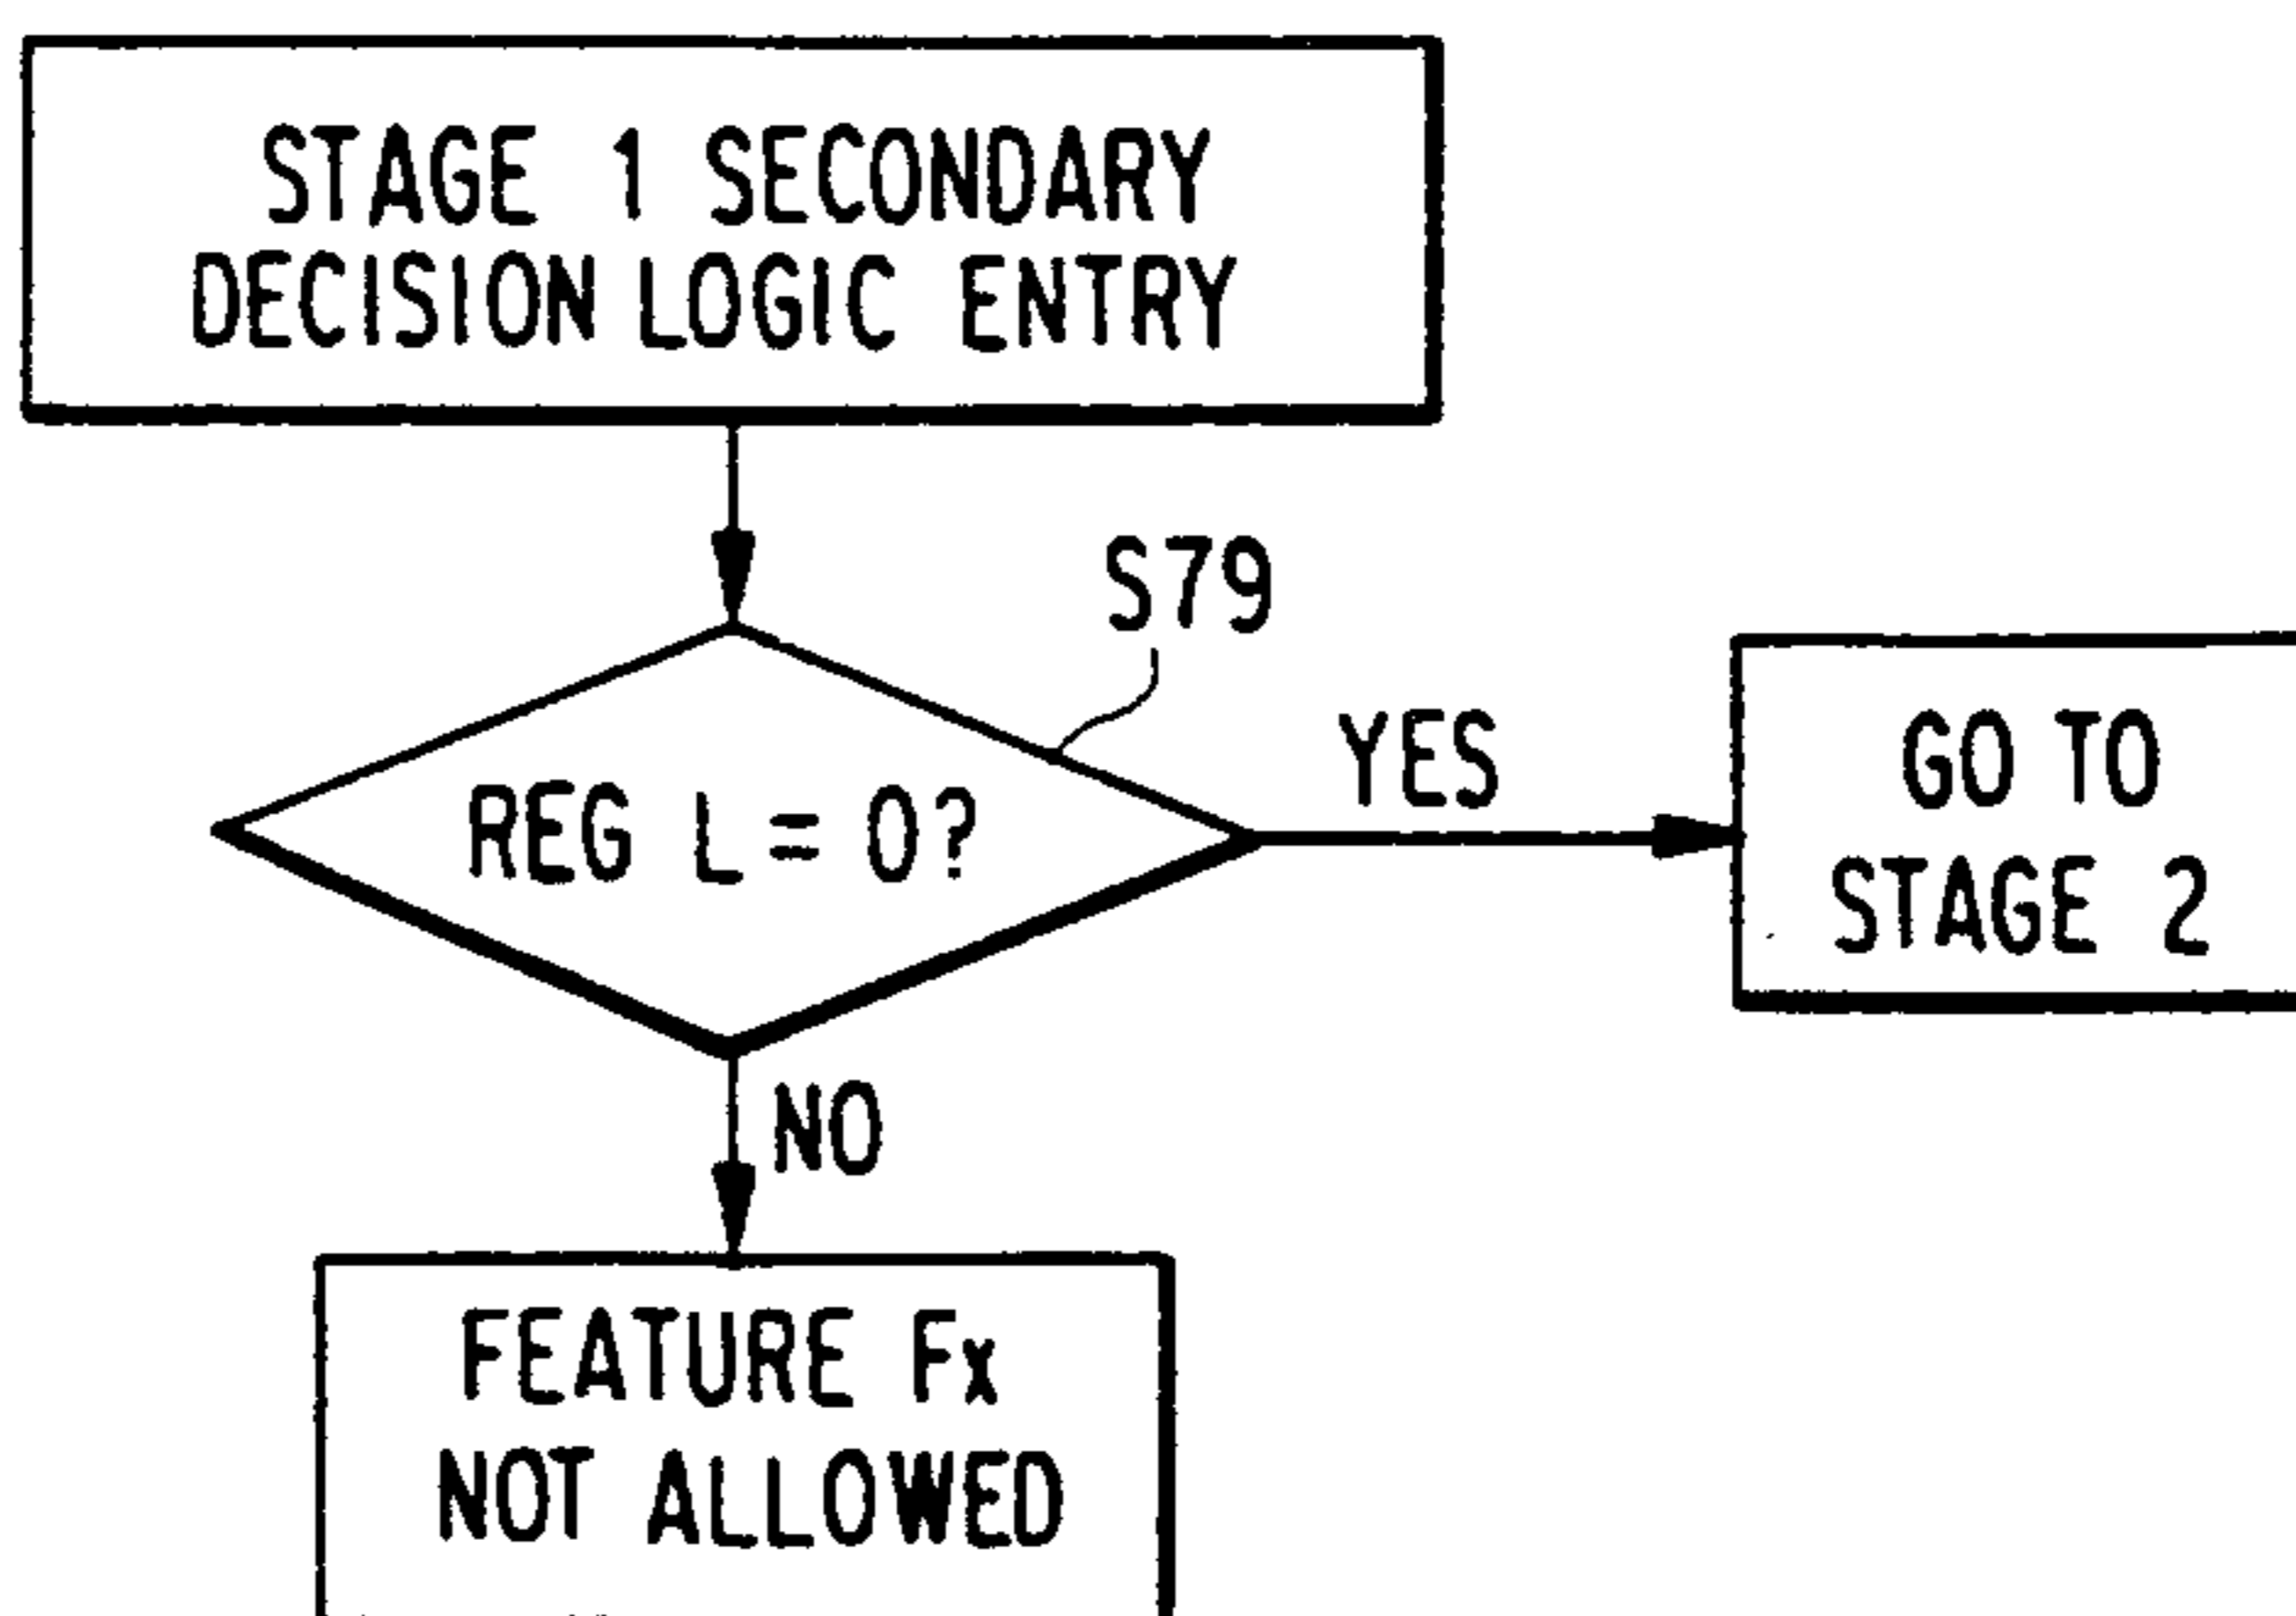 STAGE 1 SECONDARY
DECISION LOGIC ENTRY
S79
REG L = 0?
YES
GO TO
STAGE 2
NO
FEATURE Fx
NOT ALLOWED